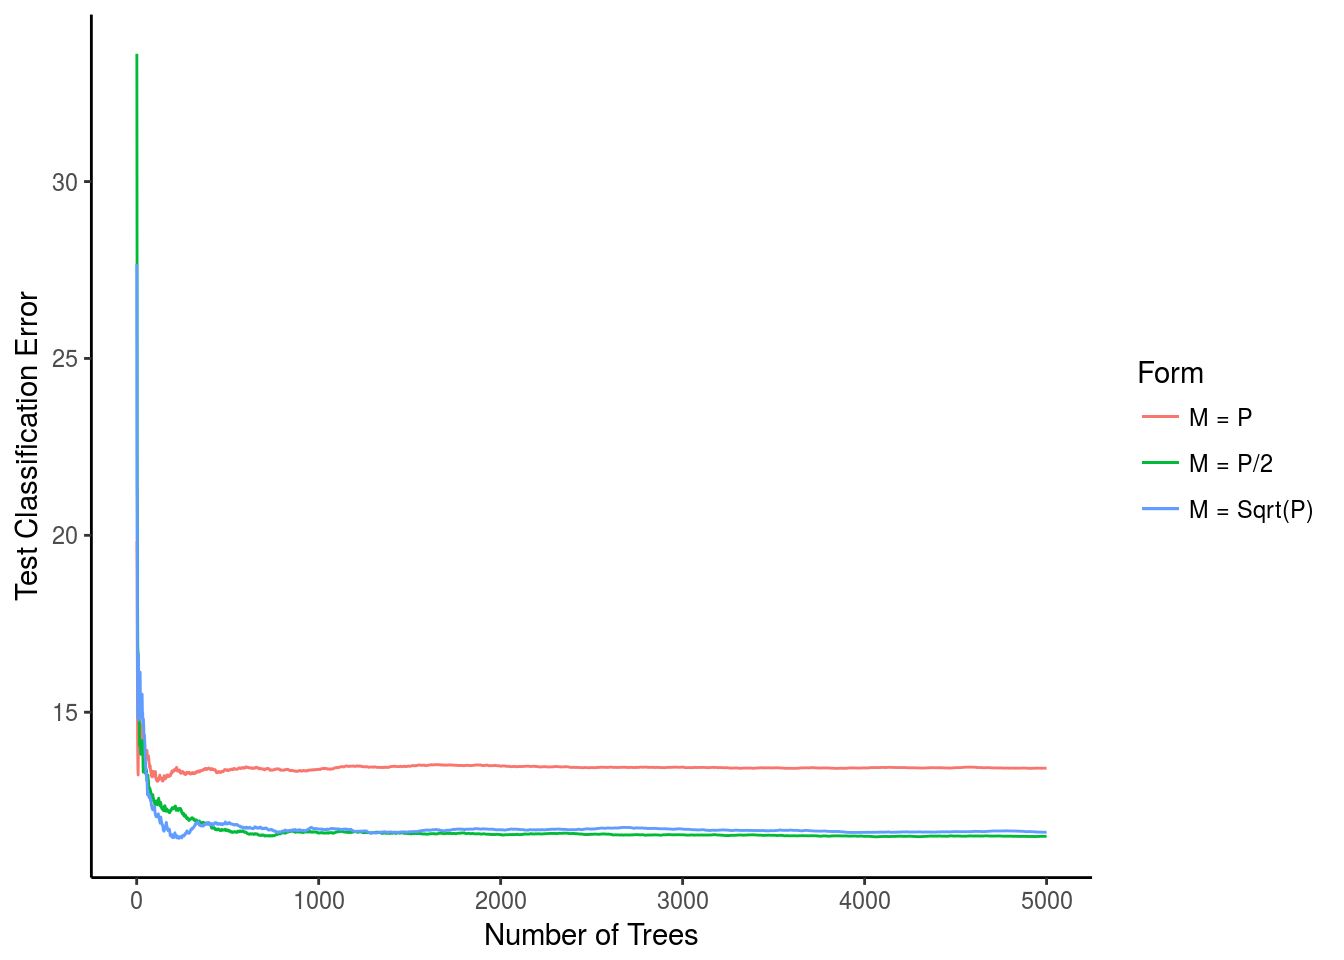 30
25
20
15
Test Classification Error
0 1000 2000 3000 4000 5000
Number of Trees
Form
M = P
M = P/2
M = Sqrt(P)